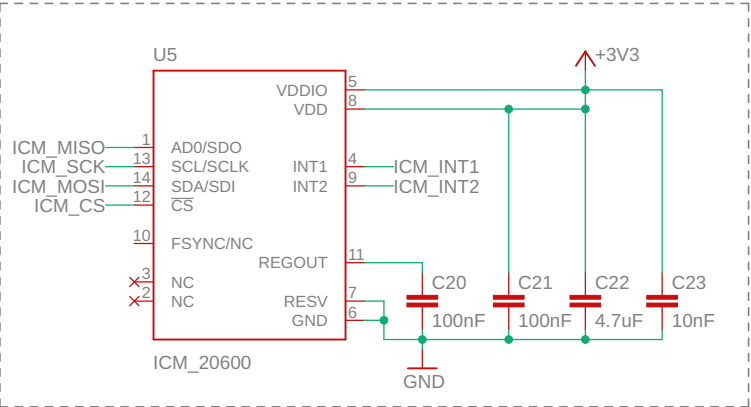 U5
+3V3
VDDIO 5
VDD 8
ICM_MISO 1 AD0/SDO
ICM_SCK 13 SCL/SCLK INT1 4 ICM_INT1
ICM_MOSI 14 SDA/SDI INT2 9 ICM_INT2
ICM_CS 12 CS
10 FSYNC/NC
REGOUT 11
3 NC C20 C21 C22 C23
2 NC RESV 7
GND 6 100nF 100nF 4.7uF 10nF
ICM_20600
GND